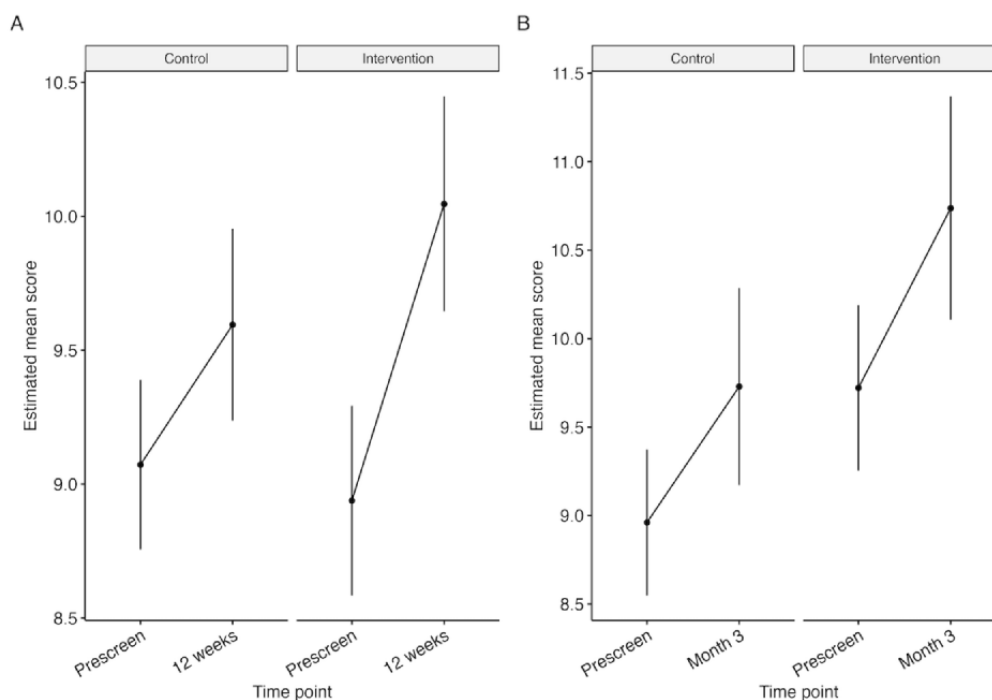 A
Control
Intervention
Estimated mean score
10.5
10.0
9.5
9.0
8.5
Prescreen
12 weeks
Prescreen
12 weeks
Time point
B
Control
Intervention
Estimated mean score
11.5
11.0
10.5
10.0
9.5
9.0
8.5
Prescreen
Month 3
Prescreen
Month 3
Time point